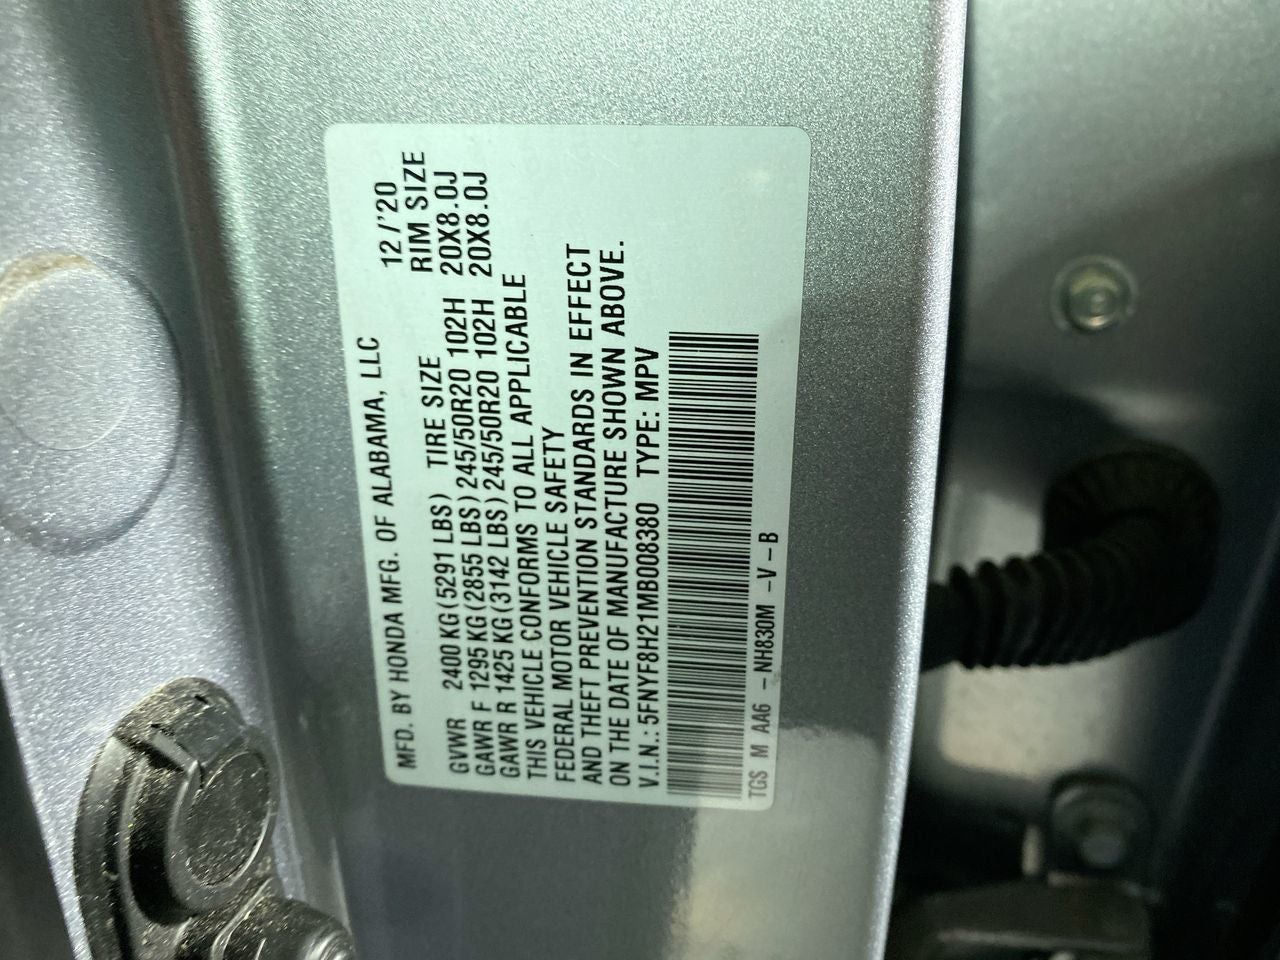 MFD. BY HONDA MFG. OF ALABAMA, LLC 12/'20
GVWR 2400 KG (5291 LBS) TIRE SIZE RIM SIZE
GAWR F 1295 KG (2855 LBS) 245/50R20 102H 20X8.0J
GAWR R 1425 KG (3142 LBS) 245/50R20 102H 20X8.0J
THIS VEHICLE CONFORMS TO ALL APPLICABLE
FEDERAL MOTOR VEHICLE SAFETY
AND THEFT PREVENTION STANDARDS IN EFFECT
ON THE DATE OF MANUFACTURE SHOWN ABOVE.
V.I.N.: 5FNYF8H21MB008380 TYPE: MPV
TGS M AA6 -NH830M -V-B